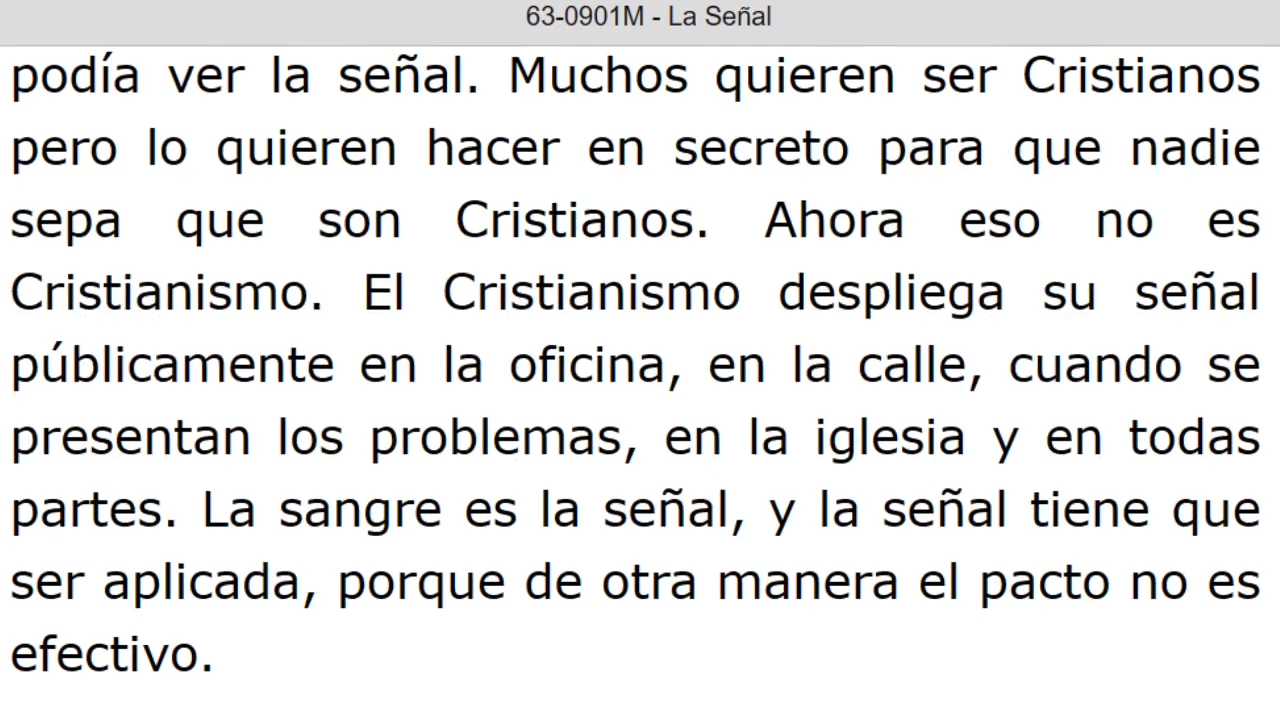 63-0901M - La Señal
podía ver la señal. Muchos quieren ser Cristianos
pero lo quieren hacer en secreto para que nadie
sepa que son Cristianos. Ahora eso no es
Cristianismo. El Cristianismo despliega su señal
públicamente en la oficina, en la calle, cuando se
presentan los problemas, en la iglesia y en todas
partes. La sangre es la señal, y la señal tiene que
ser aplicada, porque de otra manera el pacto no es
efectivo.